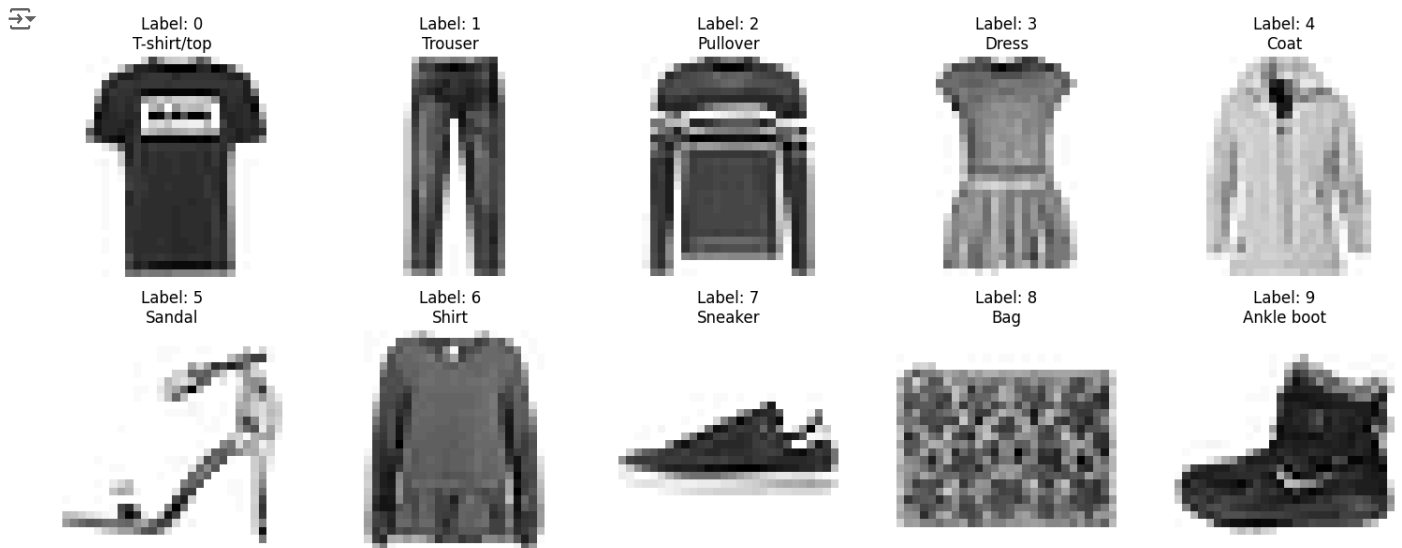 Label: 0
T-shirt/top
Label: 1
Trouser
Label: 2
Pullover
Label: 3
Dress
Label: 4
Coat
Label: 5
Sandal
Label: 6
Shirt
Label: 7
Sneaker
Label: 8
Bag
Label: 9
Ankle boot